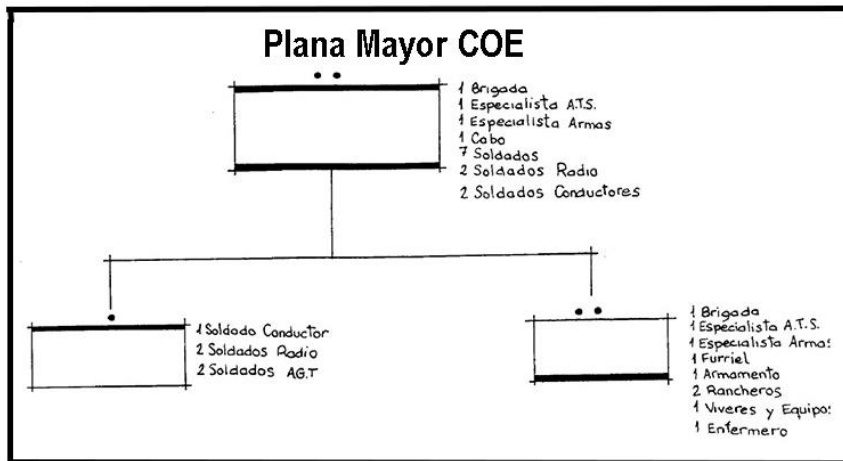 Plana Mayor COE
1 Brigada
1 Especialista A.T.S.
1 Especialista Armas
1 Cabo
7 Soldados
2 Soldados Radio
2 Soldados Conductores
1 Soldado Conductor
2 Soldados Radio
2 Soldados AG.T
1 Brigada
1 Especialista A.T.S.
1 Especialista Armas
1 Furriel
1 Armamento
2 Rancheros
1 Viveres y Equipo:
1 Enfermero